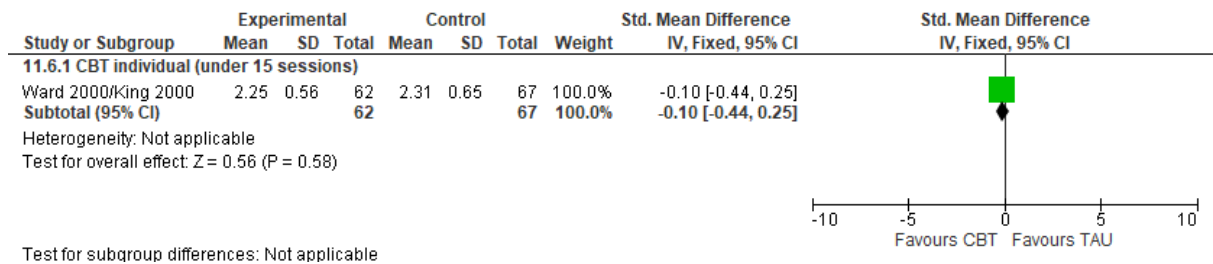 Experimental Control Std. Mean Difference Std. Mean Difference
Study or Subgroup Mean SD Total Mean SD Total Weight IV, Fixed, 95% CI IV, Fixed, 95% CI
11.6.1 CBT individual (under 15 sessions)
Ward 2000/King 2000 2.25 0.56 62 2.31 0.65 67 100.0% -0.10 [-0.44, 0.25]
Subtotal (95% CI) 62 67 100.0% -0.10 [-0.44, 0.25]
Heterogeneity: Not applicable
Test for overall effect: Z = 0.56 (P = 0.58)
-10 -5 0 5 10
Favours CBT Favours TAU
Test for subgroup differences: Not applicable